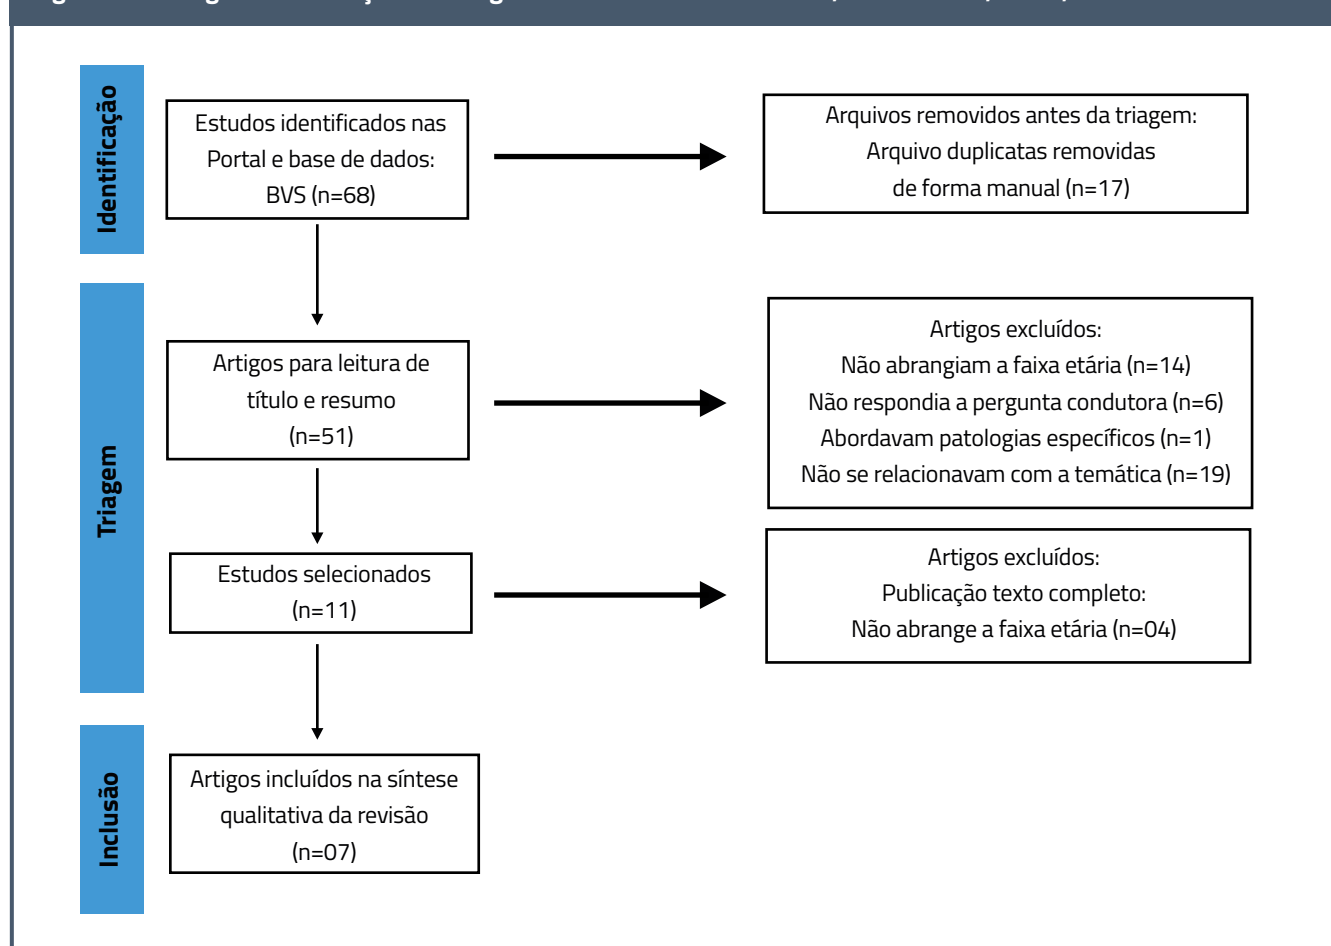 Identificação
Estudos identificados nas
Portal e base de dados:
BVS (n=68)
Arquivos removidos antes da triagem:
Arquivo duplicatas removidas
de forma manual (n=17)
Triagem
Artigos para leitura de
título e resumo
(n=51)
Artigos excluídos:
Não abrangiam a faixa etária (n=14)
Não respondia a pergunta condutora (n=6)
Abordavam patologias específicos (n=1)
Não se relacionavam com a temática (n=19)
Estudos selecionados
(n=11)
Artigos excluídos:
Publicação texto completo:
Não abrange a faixa etária (n=04)
Inclusão
Artigos incluídos na síntese
qualitativa da revisão
(n=07)